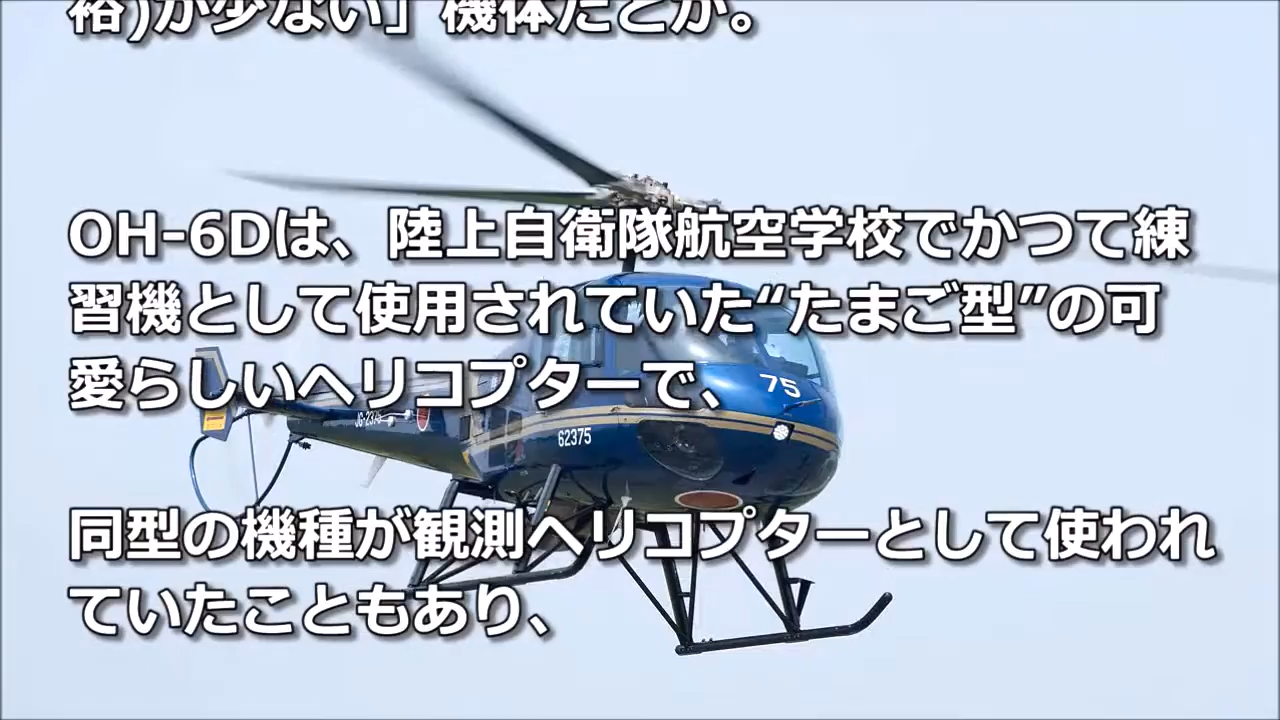 裕)が少ない」機体だとか。
OH-6Dは、陸上自衛隊航空学校でかつて練
習機として使用されていた“たまご型”の可
愛らしいヘリコプターで、
75
JG-2375
62375
同型の機種が観測ヘリコプターとして使われ
ていたこともあり、